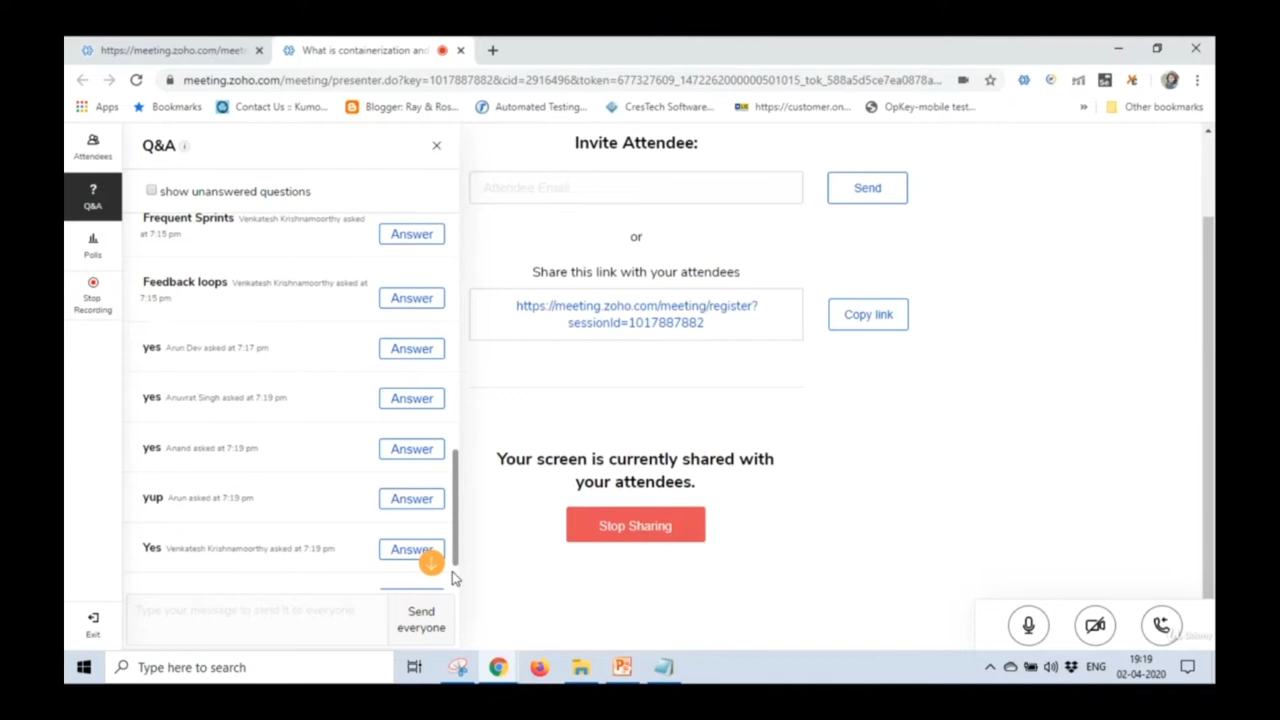 https://meeting.zoho.com/meet
What is containerization and
meeting.zoho.com/meeting/presenter.do?key=1017887882&cid=2916496&token=677327609_1472262000000501015_tok_588a5d5ce7ea0878a...
Apps
Bookmarks
Contact Us :: Kumo...
Blogger: Ray & Ros...
Automated Testing...
CresTech Software...
https://customer.on...
OpKey-mobile test...
»
Other bookmarks
Attendees
?
Q&A
Polls
Stop
Recording
Exit
Q&A
show unanswered questions
Frequent Sprints Venkatesh Krishnamoorthy asked
at 7:15 pm
Answer
Feedback loops Venkatesh Krishnamoorthy asked at
7:15 pm
Answer
yes Arun Dev asked at 7:17 pm
Answer
yes Anuvrat Singh asked at 7:19 pm
Answer
yes Anand asked at 7:19 pm
Answer
yup Arun asked at 7:19 pm
Answer
Yes Venkatesh Krishnamoorthy asked at 7:19 pm
Answer
Type your message to send it to everyone
Send
everyone
Invite Attendee:
Attendee Email
Send
or
Share this link with your attendees
https://meeting.zoho.com/meeting/register?
sessionId=1017887882
Copy link
Your screen is currently shared with
your attendees.
Stop Sharing
Type here to search
ENG
19:19
02-04-2020